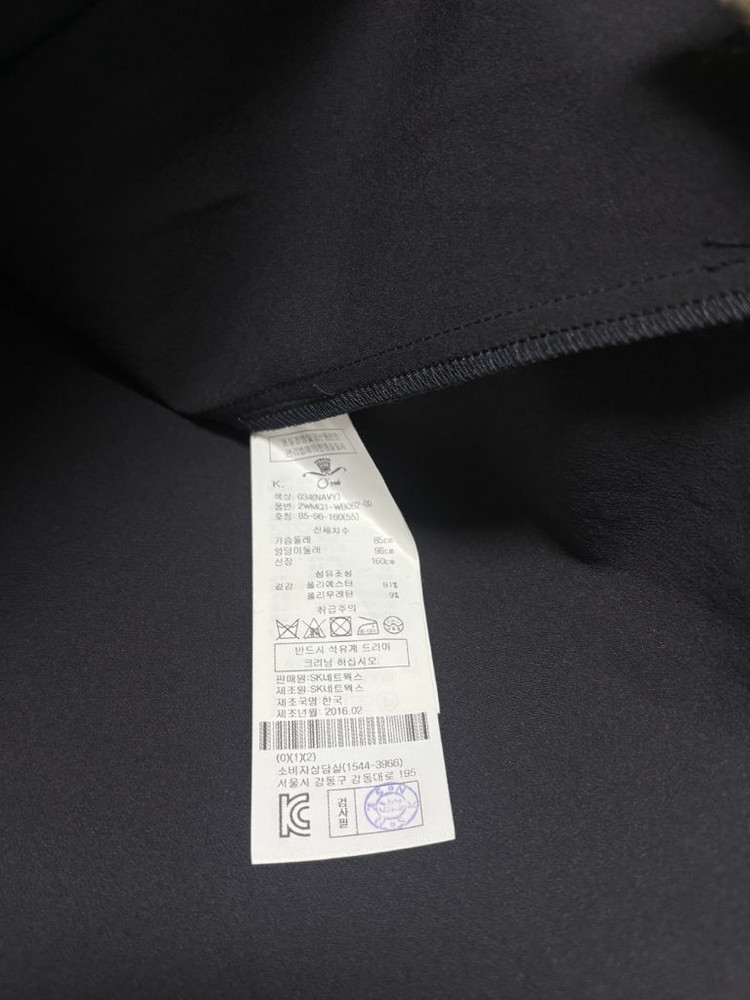 K.
색상: 034(NAVY)
품번: 2WMQ1-WB092-00
호칭: 85-96-160(55)
신체치수
가슴둘레 85cm
엉덩이둘레 96cm
신장 160cm
섬유조성
겉감 폴리에스터 91%
폴리우레탄 9%
취급주의
반드시 석유계 드라이
크리닝 하십시오.
판매원:SK네트웍스
제조원:SK네트웍스
제조국명:한국
제조년월: 2016.02
(0)(1)(2)
소비자상담실(1544-3966)
서울시 강동구 강동대로 195
KC 검사필